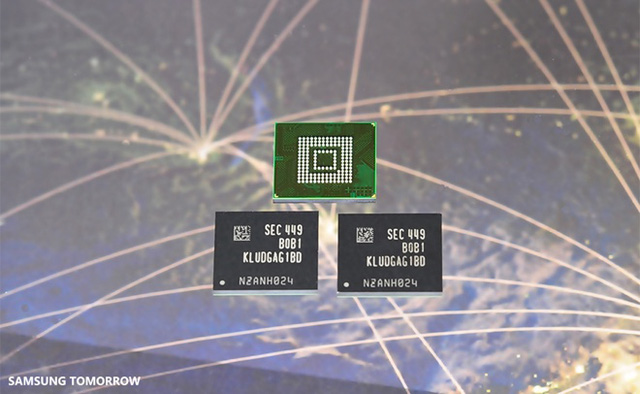 SEC 449
B0B1
KLUDGAG1BD
NZANH024
SEC 449
B0B1
KLUDGAG1BD
NZANH024
SAMSUNG TOMORROW